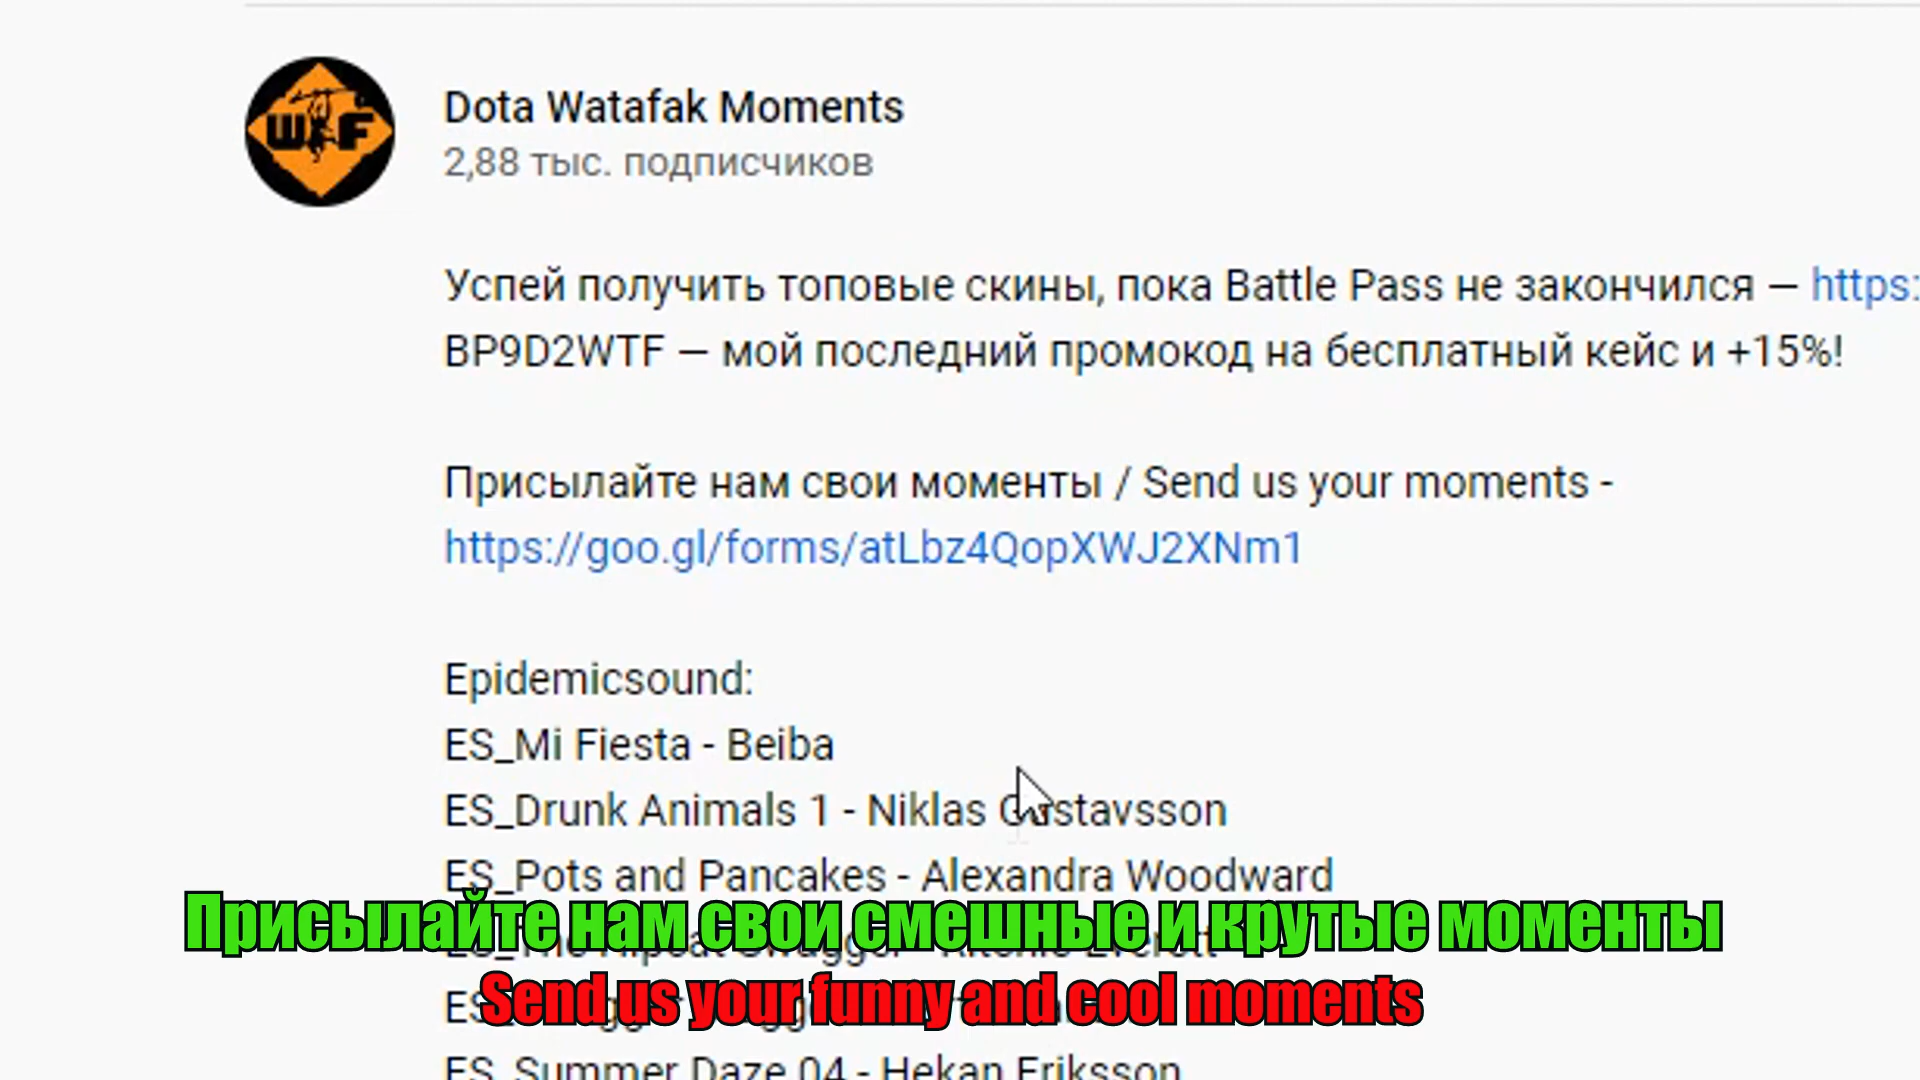 WF
Dota Watafak Moments
2,88 тыс. подписчиков
Успей получить топовые скины, пока Battle Pass не закончился — https:
BP9D2WTF — мой последний промокод на бесплатный кейс и +15%!
Присылайте нам свои моменты / Send us your moments -
https://goo.gl/forms/atLbz4QopXWJ2XNm1
Epidemicsound:
ES_Mi Fiesta - Beiba
ES_Drunk Animals 1 - Niklas Gustavsson
ES_Pots and Pancakes - Alexandra Woodward
Присылайте нам свои смешные и крутые моменты
Send us your funny and cool moments
ES_Summer Daze 04 - Hekan Eriksson